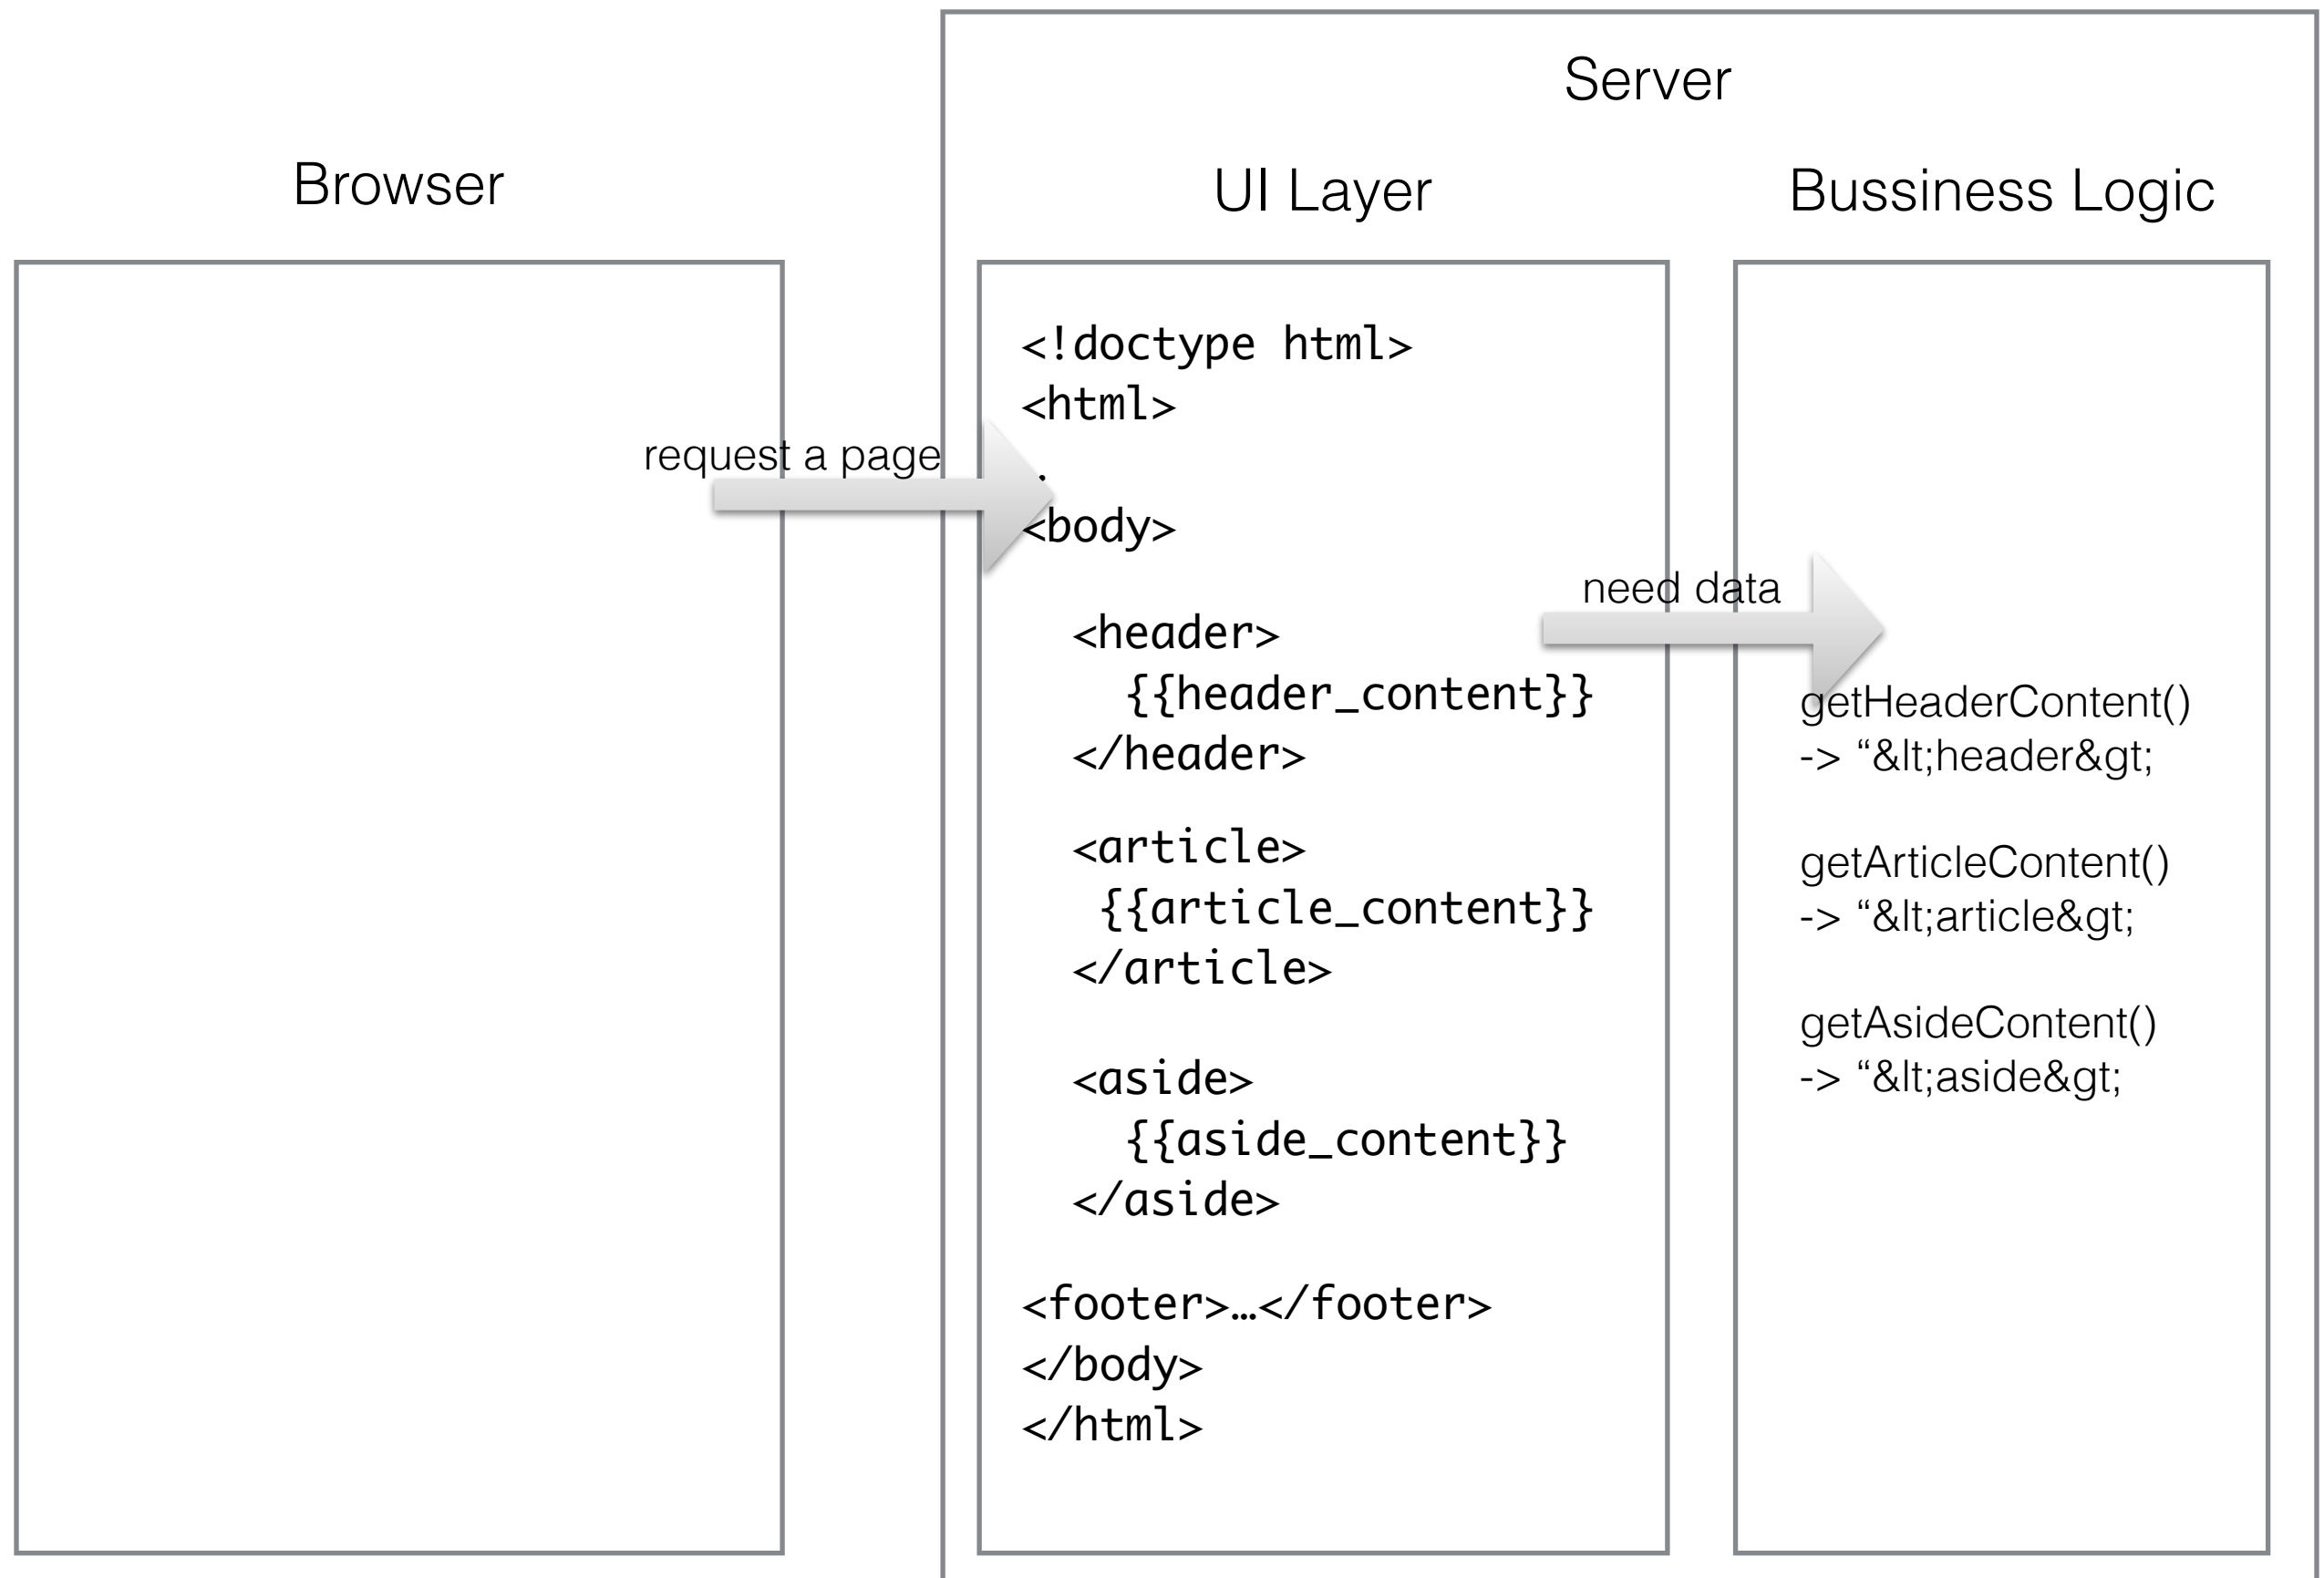 Server
Browser
UI Layer
Bussiness Logic
request a page
<!doctype html>
<html>
.
<body>
<header>
{{header_content}}
</header>
<article>
{{article_content}}
</article>
<aside>
{{aside_content}}
</aside>
<footer>…</footer>
</body>
</html>
need data
getHeaderContent()
-> “&lt;header&gt;
getArticleContent()
-> “&lt;article&gt;
getAsideContent()
-> “&lt;aside&gt;